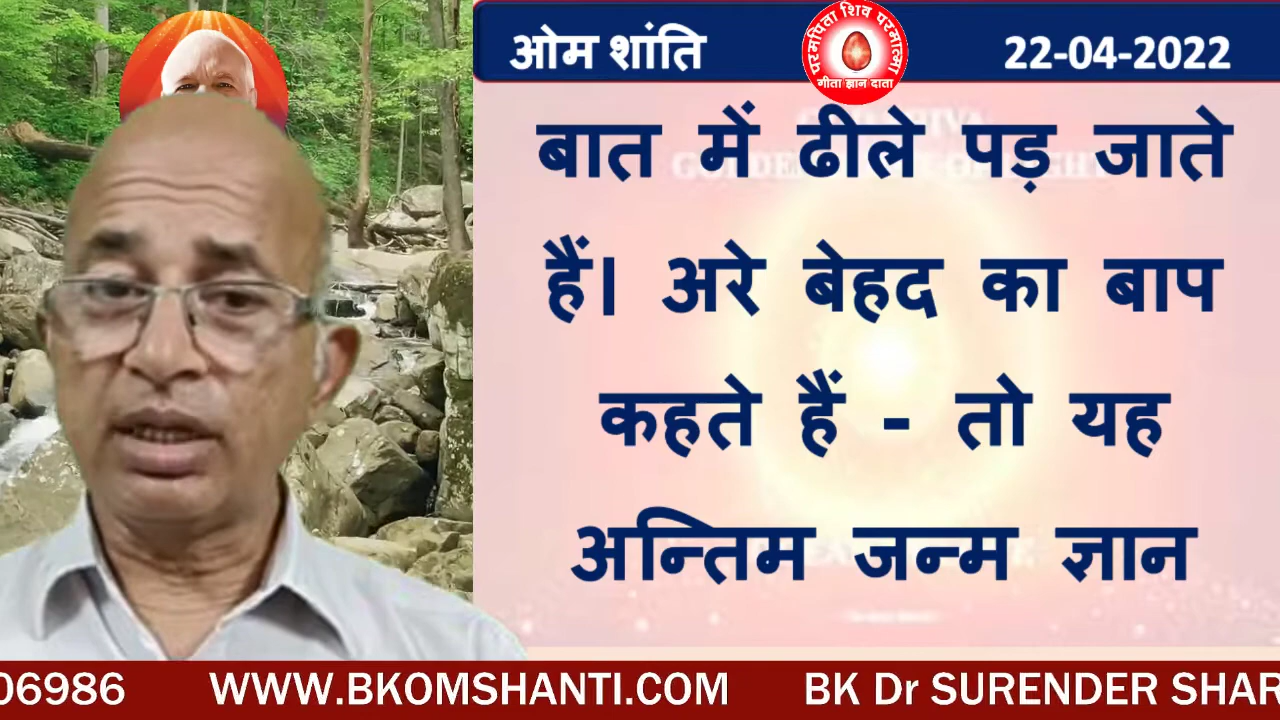 ओम शांति
परमपिता शिव परमात्मा
गीता ज्ञान दाता
22-04-2022
बात में ढीले पड़ जाते
हैं। अरे बेहद का बाप
कहते हैं - तो यह
अन्तिम जन्म ज्ञान
06986 WWW.BKOMSHANTI.COM BK Dr SURENDER SHAR